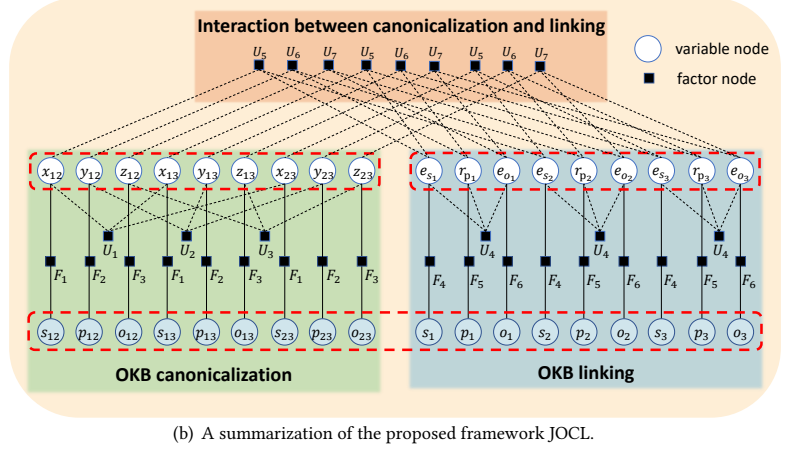 Interaction between canonicalization and linking
U5 U6 U7 U5 U6 U7 U5 U6 U7
variable node
factor node
x12 y12 z12 x13 y13 z13 x23 y23 z23 es1 rp1 eo1 es2 rp2 eo2 es3 rp3 eo3
U1 U2 U3 U4 U4 U4
F1 F2 F3 F1 F2 F3 F1 F2 F3 F4 F5 F6 F4 F5 F6 F4 F5 F6
s12 p12 o12 s13 p13 o13 s23 p23 o23 s1 p1 o1 s2 p2 o2 s3 p3 o3
OKB canonicalization OKB linking
(b) A summarization of the proposed framework JOCL.